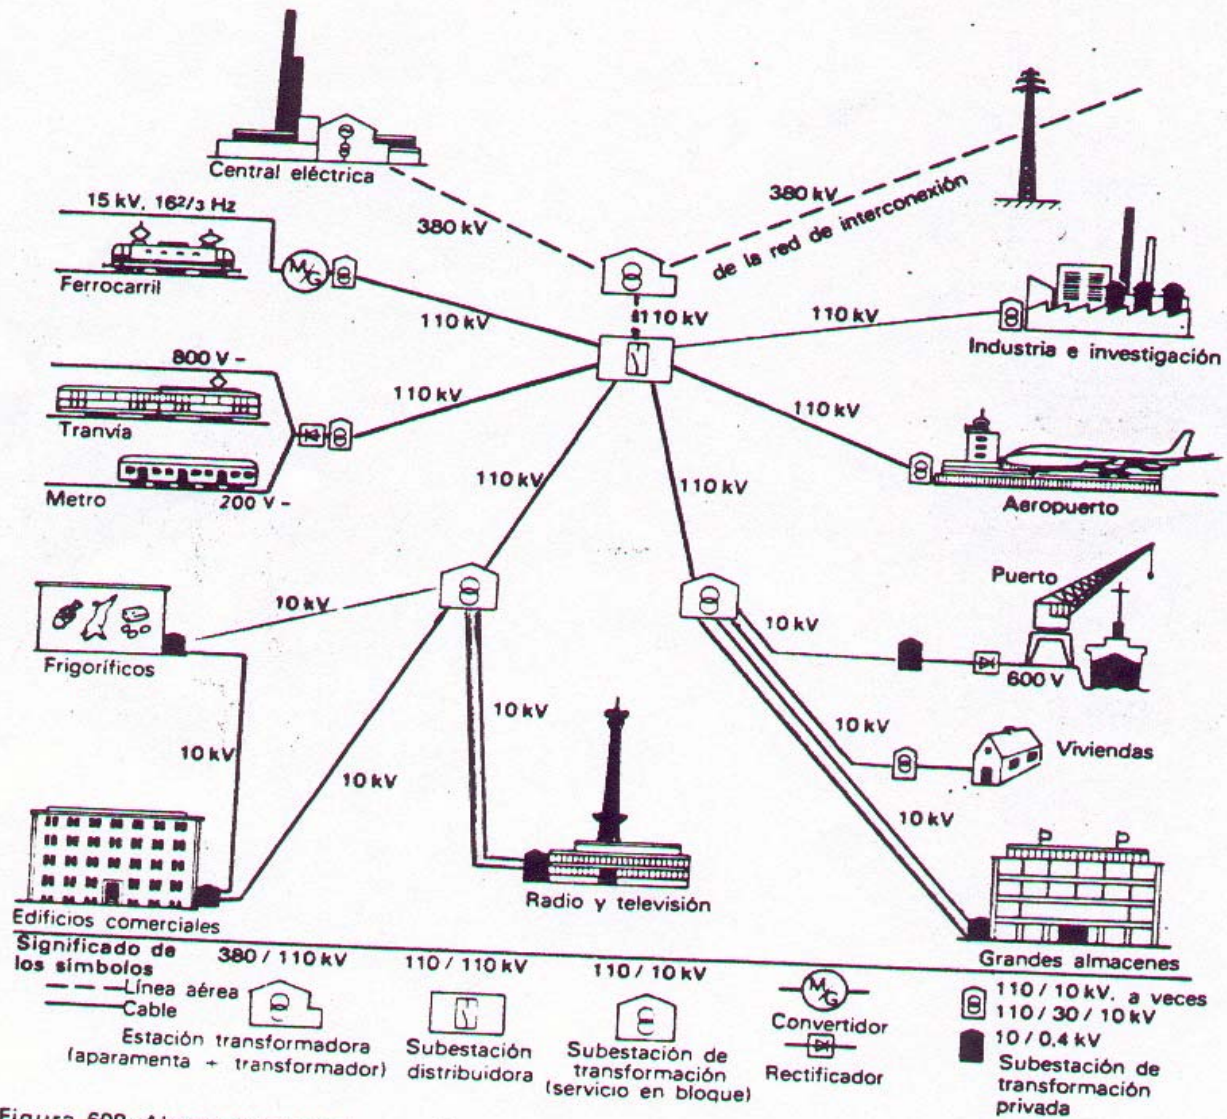 Central eléctrica
380 kV
380 kV
de la red de interconexión
15 kV, 16²/₃ Hz
M/G
Ferrocarril
110 kV
110 kV
110 kV
Industria e investigación
800 V -
Tranvía
110 kV
110 kV
Aeropuerto
Metro
200 V -
110 kV
110 kV
Puerto
10 kV
10 kV
600 V
Frigoríficos
10 kV
10 kV
10 kV
10 kV
Viviendas
10 kV
Edificios comerciales
Radio y televisión
Grandes almacenes
Significado de
los símbolos
Línea aérea
Cable
380 / 110 kV
Estación transformadora
(aparamenta + transformador)
110 / 110 kV
Subestación
distribuidora
110 / 10 kV
Subestación de
transformación
(servicio en bloque)
M/G
Convertidor
Rectificador
110 / 10 kV. a veces
110 / 30 / 10 kV
10 / 0,4 kV
Subestación de
transformación
privada